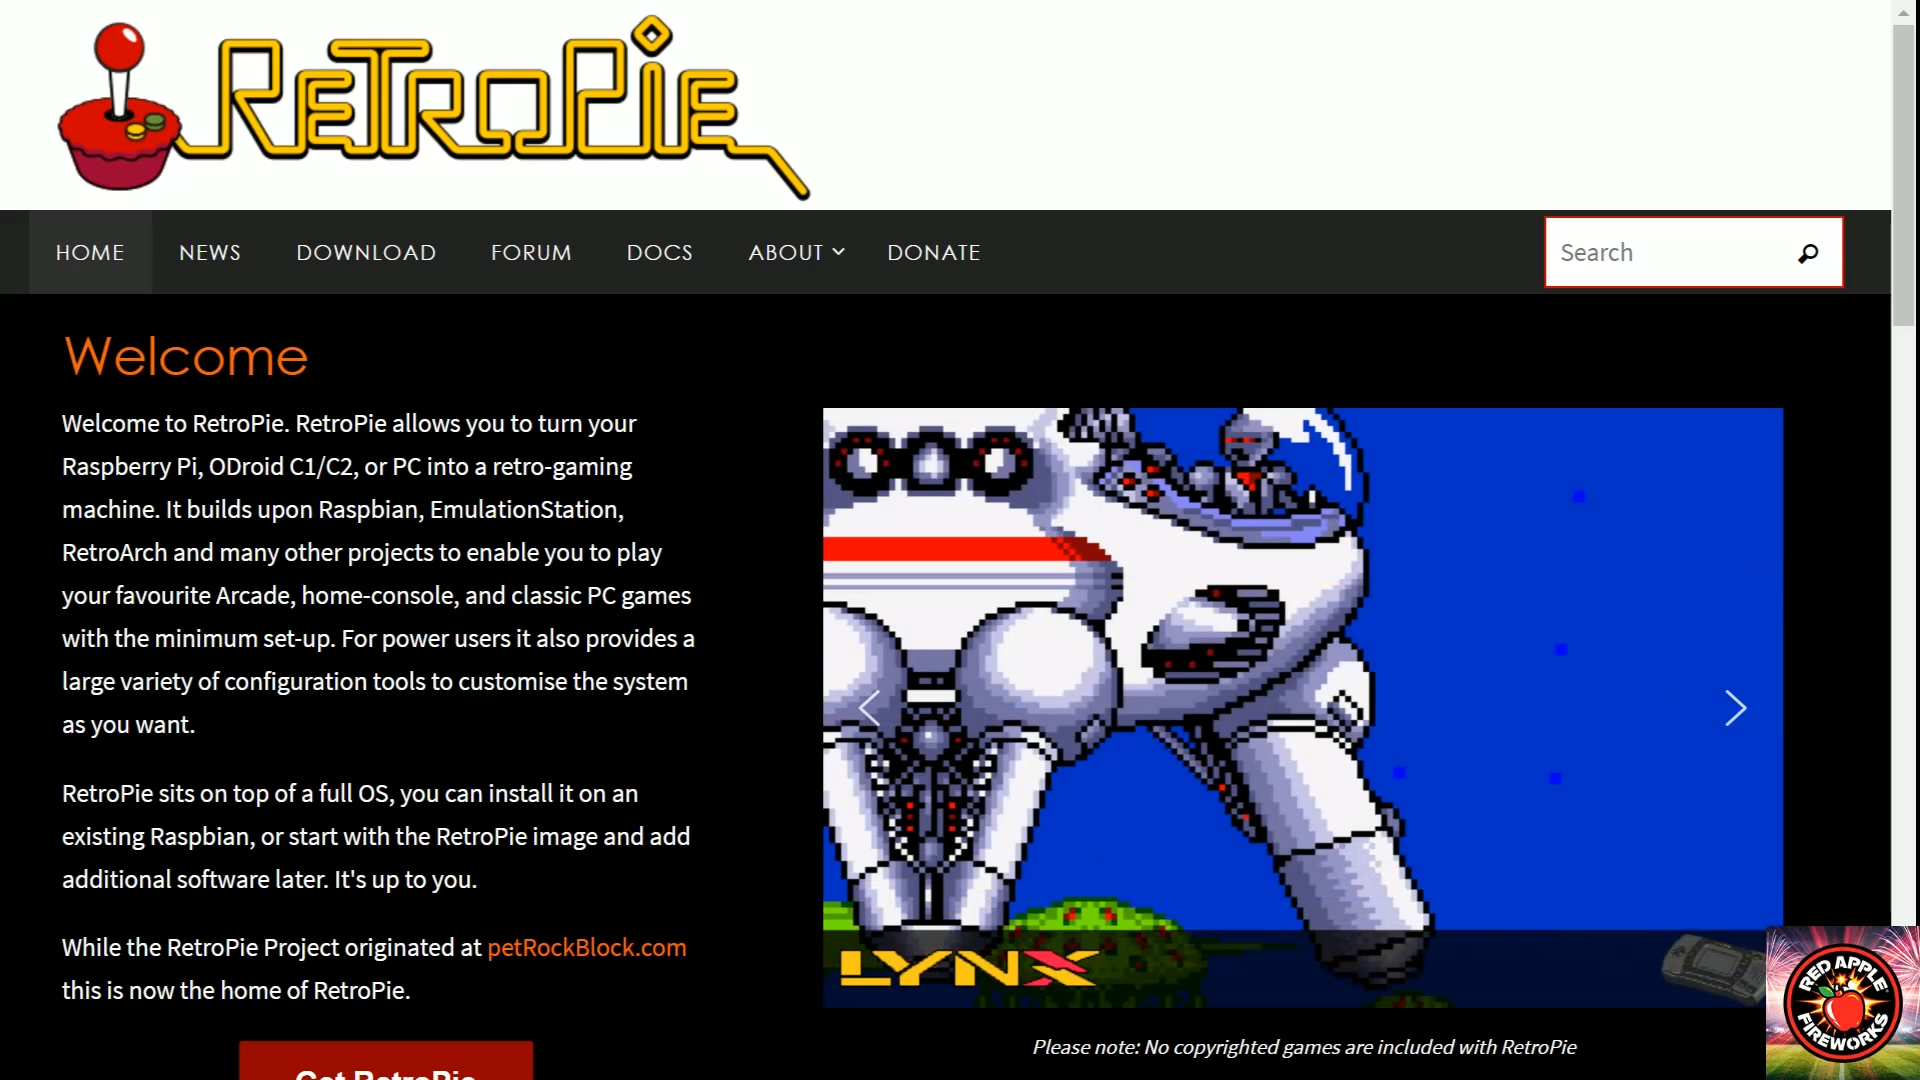 RETROPIE
HOME NEWS DOWNLOAD FORUM DOCS ABOUT DONATE Search
Welcome
Welcome to RetroPie. RetroPie allows you to turn your
Raspberry Pi, ODroid C1/C2, or PC into a retro-gaming
machine. It builds upon Raspbian, EmulationStation,
RetroArch and many other projects to enable you to play
your favourite Arcade, home-console, and classic PC games
with the minimum set-up. For power users it also provides a
large variety of configuration tools to customise the system
as you want.
RetroPie sits on top of a full OS, you can install it on an
existing Raspbian, or start with the RetroPie image and add
additional software later. It's up to you.
While the RetroPie Project originated at petRockBlock.com
this is now the home of RetroPie.
Get RetroPie
LYNX
Please note: No copyrighted games are included with RetroPie
RED APPLE
FIREWORKS